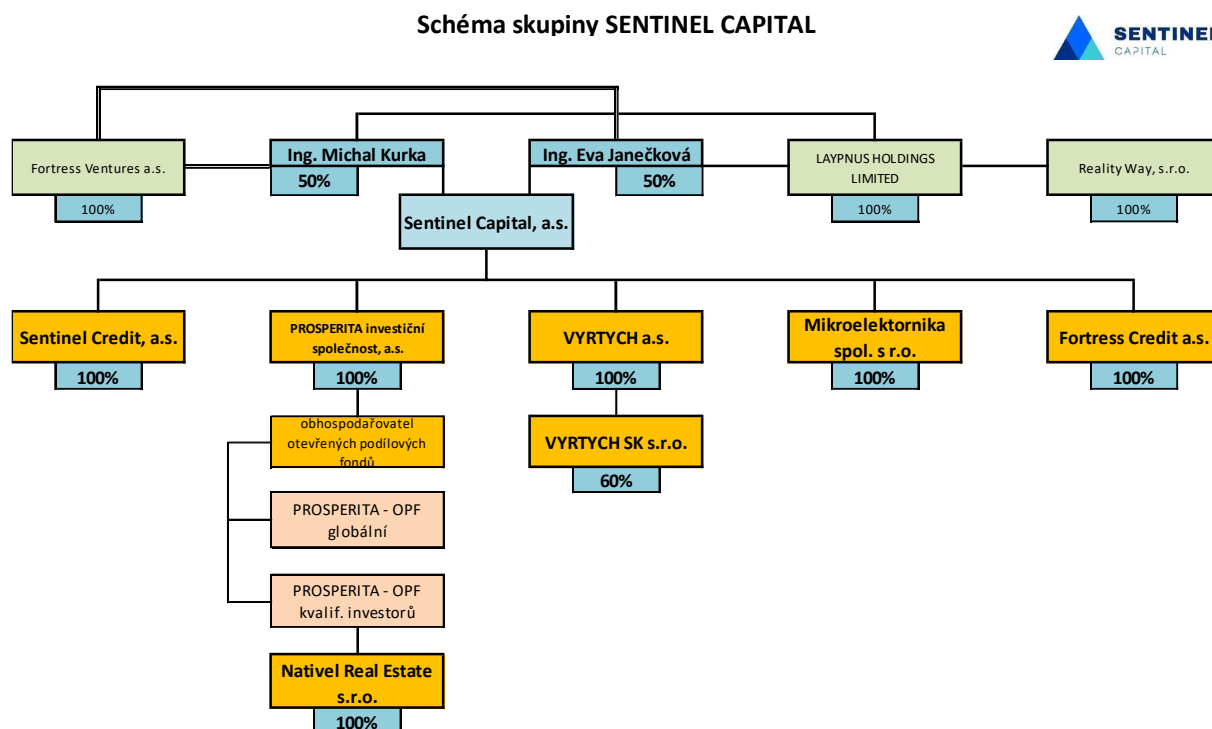 Schéma skupiny SENTINEL CAPITAL
SENTINEL
CAPITAL
Fortress Ventures a.s.
100%
Ing. Michal Kurka
50%
Ing. Eva Janečková
50%
LAYPNUS HOLDINGS
LIMITED
100%
Reality Way, s.r.o.
100%
Sentinel Capital, a.s.
Sentinel Credit, a.s.
100%
PROSPERITA investiční
společnost, a.s.
100%
VYRTYCH a.s.
100%
Mikroelektornika
spol. s r.o.
100%
Fortress Credit a.s.
100%
obhospodařovatel
otevřených podílových
fondů
VYRTYCH SK s.r.o.
60%
PROSPERITA - OPF
globální
PROSPERITA - OPF
kvalif. investorů
Nativel Real Estate
s.r.o.
100%